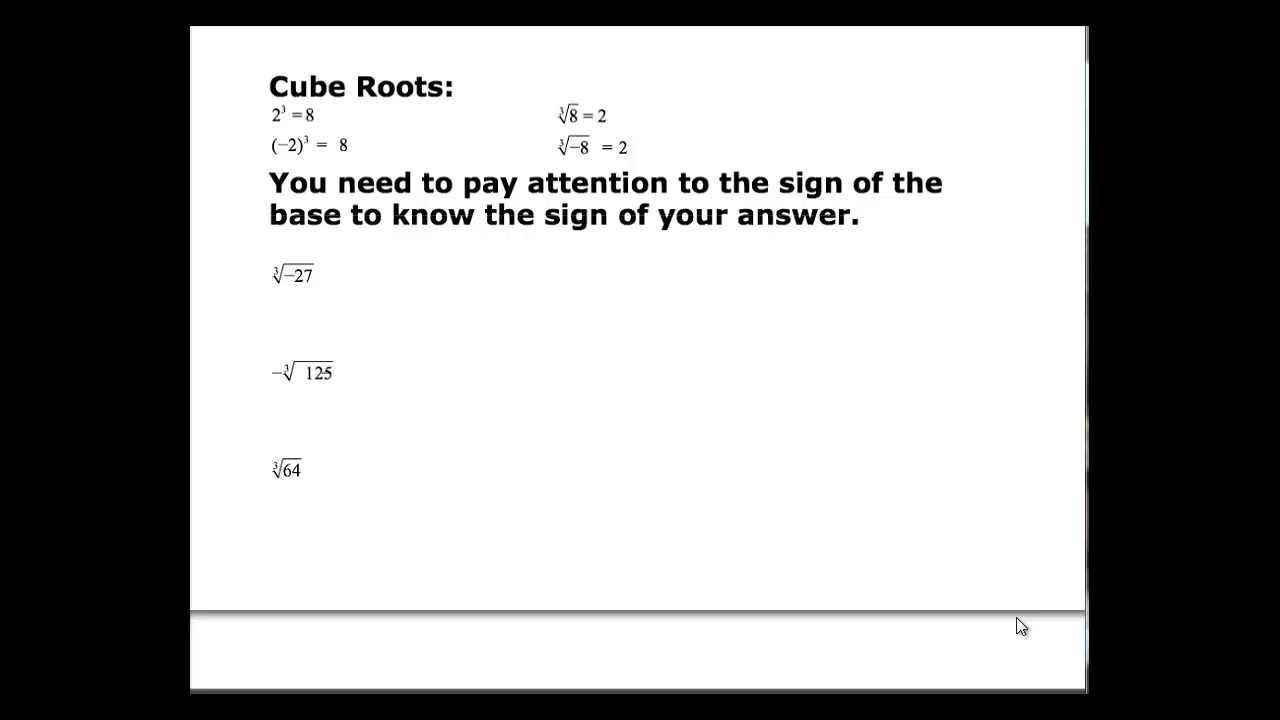 Cube Roots:
2³ = 8 ∛8 = 2
(−2)³ = 8 ∛−8 = 2
You need to pay attention to the sign of the
base to know the sign of your answer.
∛−27
−∛125
∛64